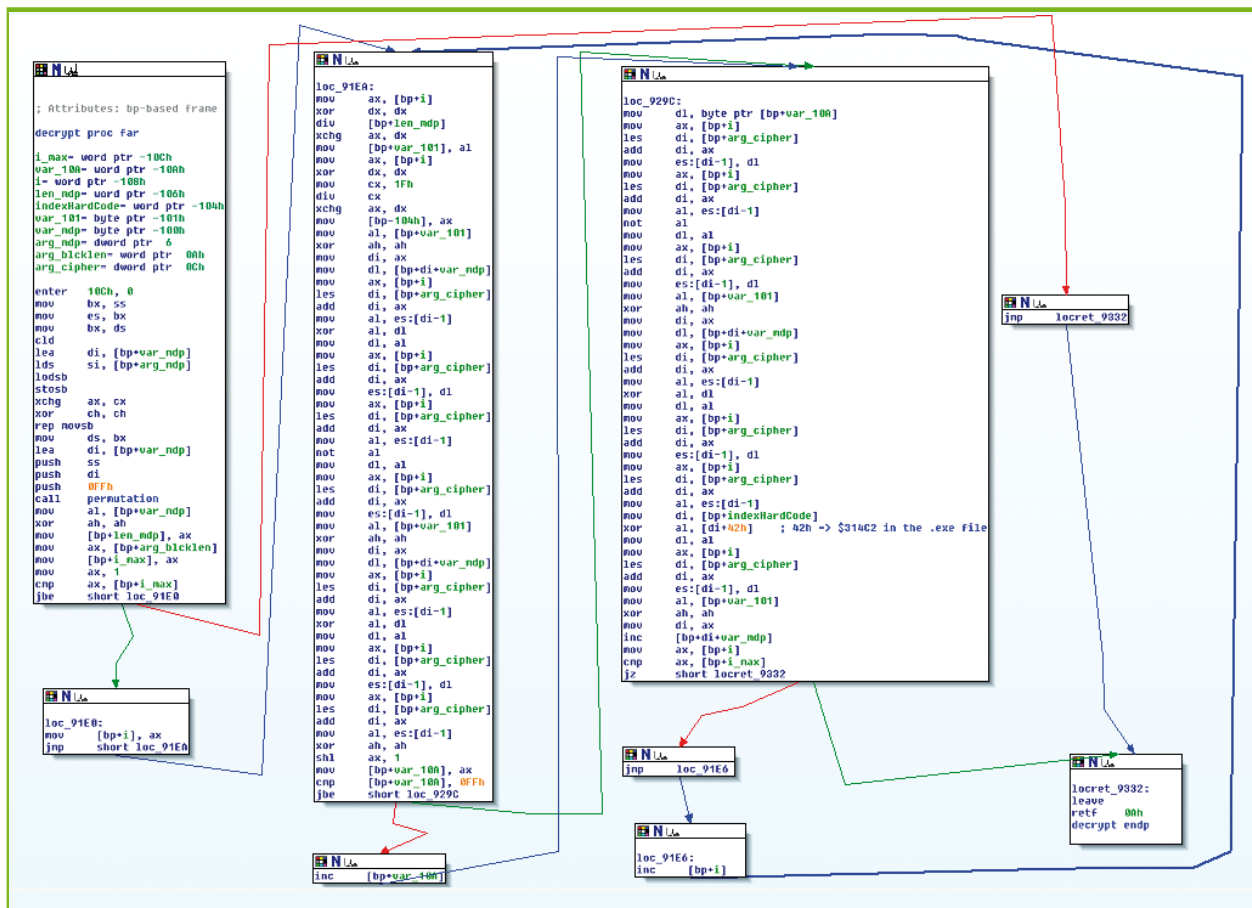 ; Attributes: bp-based frame
decrypt proc far
i_max= word ptr -10Ch
var_10A= word ptr -10Ah
i= word ptr -108h
len_mdp= word ptr -106h
indexHardCode= word ptr -104h
var_101= byte ptr -101h
var_mdp= byte ptr -100h
arg_mdp= dword ptr 6
arg_blcklen= word ptr 0Ah
arg_cipher= dword ptr 0Ch
enter 10Ch, 0
mov bx, ss
mov es, bx
mov bx, ds
cld
lea di, [bp+var_mdp]
lds si, [bp+arg_mdp]
lodsb
stosb
xchg ax, cx
xor ch, ch
rep movsb
mov ds, bx
lea di, [bp+var_mdp]
push ss
push di
push 0FFh
call permutation
mov al, [bp+var_mdp]
xor ah, ah
mov [bp+len_mdp], ax
mov ax, [bp+arg_blcklen]
mov [bp+i_max], ax
mov ax, 1
cmp ax, [bp+i_max]
jbe short loc_91E0
loc_91E0:
mov [bp+i], ax
jmp short loc_91EA
loc_91EA:
mov ax, [bp+i]
xor dx, dx
div [bp+len_mdp]
xchg ax, dx
mov [bp+var_101], al
mov ax, [bp+i]
xor dx, dx
mov cx, 1Fh
div cx
xchg ax, dx
mov [bp-104h], ax
mov al, [bp+var_101]
xor ah, ah
mov di, ax
mov dl, [bp+di+var_mdp]
mov ax, [bp+i]
les di, [bp+arg_cipher]
add di, ax
mov al, es:[di-1]
xor al, dl
mov dl, al
mov ax, [bp+i]
les di, [bp+arg_cipher]
add di, ax
mov es:[di-1], dl
mov ax, [bp+i]
les di, [bp+arg_cipher]
add di, ax
mov al, es:[di-1]
not al
mov dl, al
mov ax, [bp+i]
les di, [bp+arg_cipher]
add di, ax
mov es:[di-1], dl
mov al, [bp+var_101]
xor ah, ah
mov di, ax
mov dl, [bp+di+var_mdp]
mov ax, [bp+i]
les di, [bp+arg_cipher]
add di, ax
mov al, es:[di-1]
xor al, dl
mov dl, al
mov ax, [bp+i]
les di, [bp+arg_cipher]
add di, ax
mov es:[di-1], dl
mov ax, [bp+i]
les di, [bp+arg_cipher]
add di, ax
mov al, es:[di-1]
xor ah, ah
shl ax, 1
mov [bp+var_10A], ax
cmp [bp+var_10A], 0FFh
jbe short loc_929C
inc [bp+var_10A]
loc_929C:
mov dl, byte ptr [bp+var_10A]
mov ax, [bp+i]
les di, [bp+arg_cipher]
add di, ax
mov es:[di-1], dl
mov ax, [bp+i]
les di, [bp+arg_cipher]
add di, ax
mov al, es:[di-1]
not al
mov dl, al
mov ax, [bp+i]
les di, [bp+arg_cipher]
add di, ax
mov es:[di-1], dl
mov al, [bp+var_101]
xor ah, ah
mov di, ax
mov dl, [bp+di+var_mdp]
mov ax, [bp+i]
les di, [bp+arg_cipher]
add di, ax
mov al, es:[di-1]
xor al, dl
mov dl, al
mov ax, [bp+i]
les di, [bp+arg_cipher]
add di, ax
mov es:[di-1], dl
mov ax, [bp+i]
les di, [bp+arg_cipher]
add di, ax
mov al, es:[di-1]
mov di, [bp+indexHardCode]
xor al, [di+42h] ; 42h -> $314C2 in the .exe file
mov dl, al
mov ax, [bp+i]
les di, [bp+arg_cipher]
add di, ax
mov es:[di-1], dl
mov al, [bp+var_101]
xor ah, ah
mov di, ax
inc [bp+di+var_mdp]
mov ax, [bp+i]
cmp ax, [bp+i_max]
jz short locret_9332
jmp loc_91E6
loc_91E6:
inc [bp+i]
jmp locret_9332
locret_9332:
leave
retf 0Ah
decrypt endp